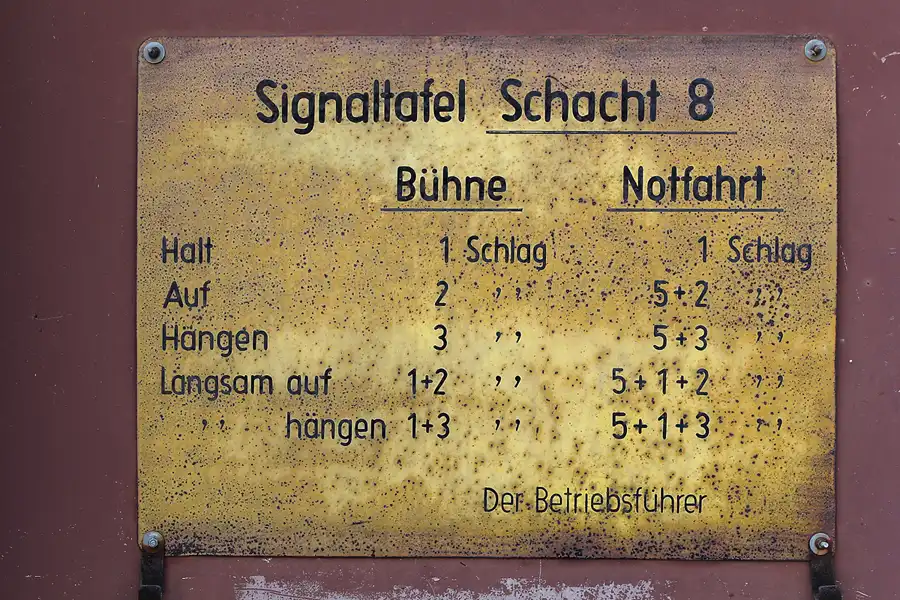 Signaltafel Schacht 8
Bühne Notfahrt
Halt 1 Schlag 1 Schlag
Auf 2 ,, 5+2 ,,
Hängen 3 ,, 5+3 ,,
Langsam auf 1+2 ,, 5+1+2 ,,
,, hängen 1+3 ,, 5+1+3 ,,
Der Betriebsführer